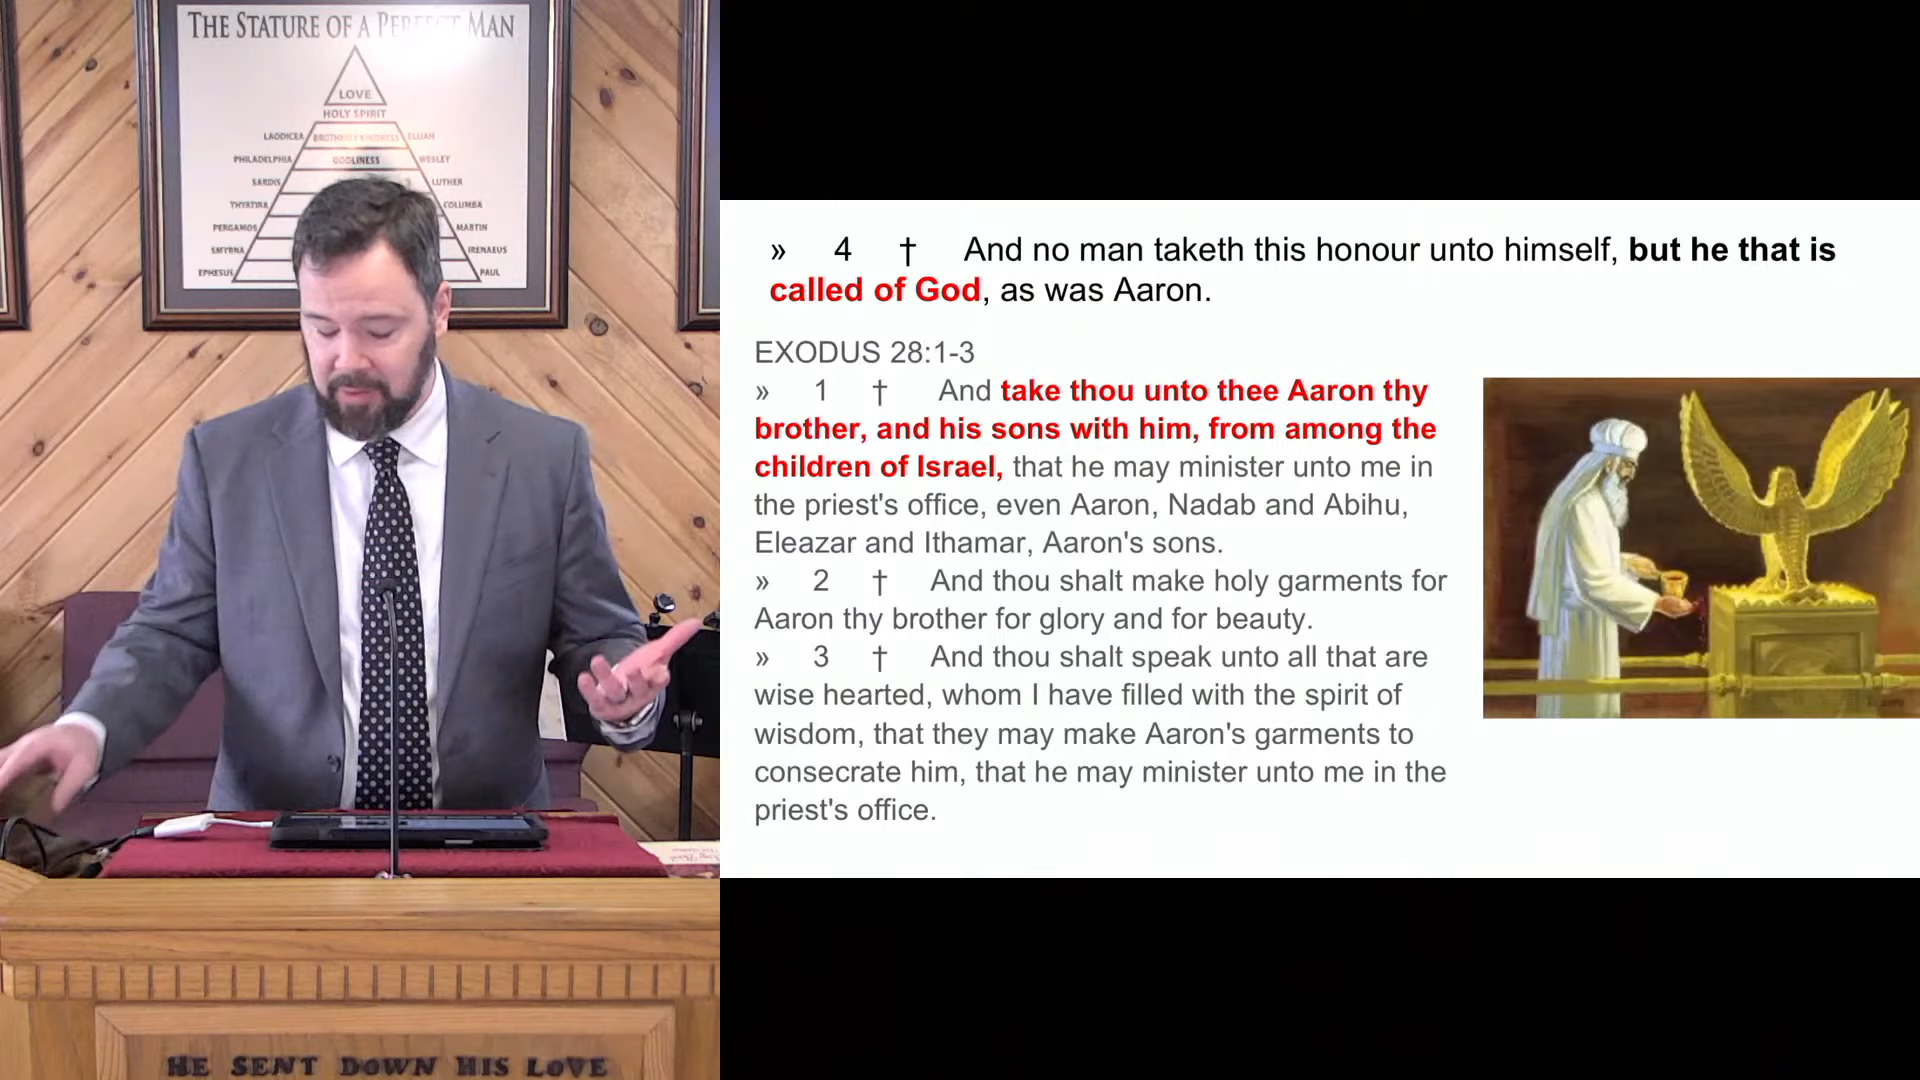 THE STATURE OF A PERFECT MAN
LOVE
HOLY SPIRIT
LAODICEA BROTHERLY KINDNESS ELIJAH
PHILADELPHIA GODLINESS WESLEY
SARDIS LUTHER
THYATIRA COLUMBA
PERGAMOS MARTIN
SMYRNA IRENAEUS
EPHESUS PAUL
HE SENT DOWN HIS LOVE
» 4 † And no man taketh this honour unto himself, but he that is
called of God, as was Aaron.
EXODUS 28:1-3
» 1 † And take thou unto thee Aaron thy
brother, and his sons with him, from among the
children of Israel, that he may minister unto me in
the priest's office, even Aaron, Nadab and Abihu,
Eleazar and Ithamar, Aaron's sons.
» 2 † And thou shalt make holy garments for
Aaron thy brother for glory and for beauty.
» 3 † And thou shalt speak unto all that are
wise hearted, whom I have filled with the spirit of
wisdom, that they may make Aaron's garments to
consecrate him, that he may minister unto me in the
priest's office.